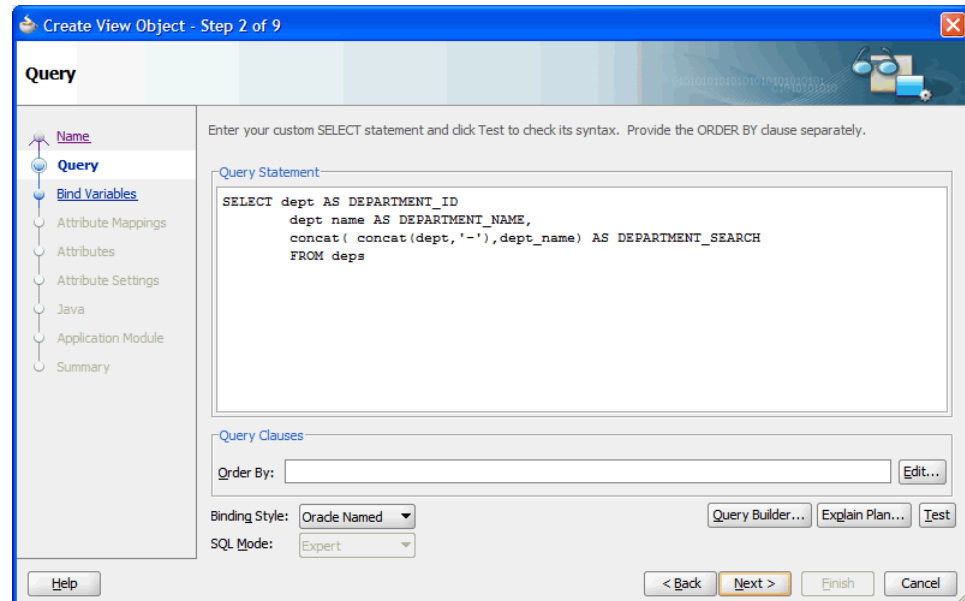 Create View Object - Step 2 of 9
Query
Name
Query
Bind Variables
Attribute Mappings
Attributes
Attribute Settings
Java
Application Module
Summary
Enter your custom SELECT statement and click Test to check its syntax. Provide the ORDER BY clause separately.
Query Statement
SELECT dept AS DEPARTMENT_ID
dept name AS DEPARTMENT_NAME,
concat( concat(dept,'-'),dept_name) AS DEPARTMENT_SEARCH
FROM deps
Query Clauses
Order By:
Edit...
Binding Style: Oracle Named
Query Builder... Explain Plan... Test
SQL Mode: Expert
Help
< Back Next > Finish Cancel